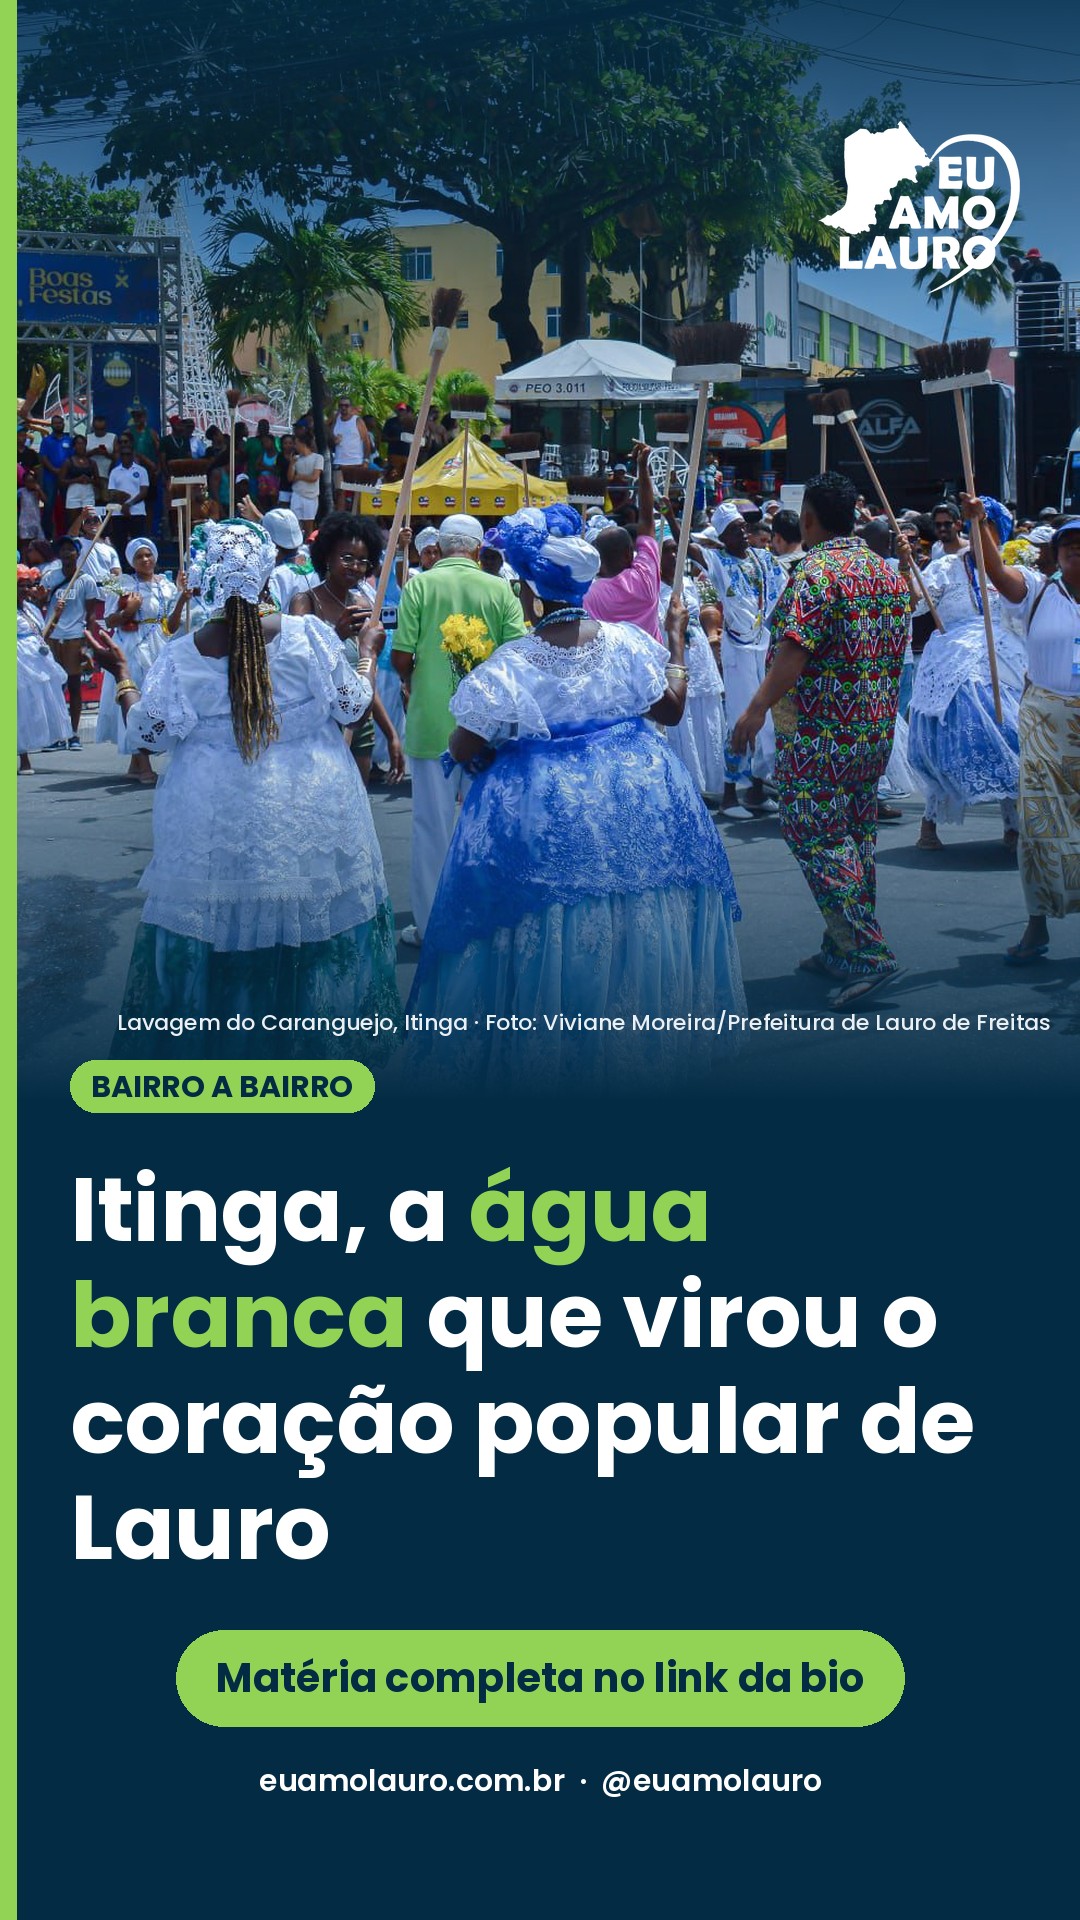 EU
AMO
LAURO
Boas
Festas
PEO 3.011
ALFA
Lavagem do Caranguejo, Itinga · Foto: Viviane Moreira/Prefeitura de Lauro de Freitas
BAIRRO A BAIRRO
Itinga, a água
branca que virou o
coração popular de
Lauro
Matéria completa no link da bio
euamolauro.com.br · @euamolauro